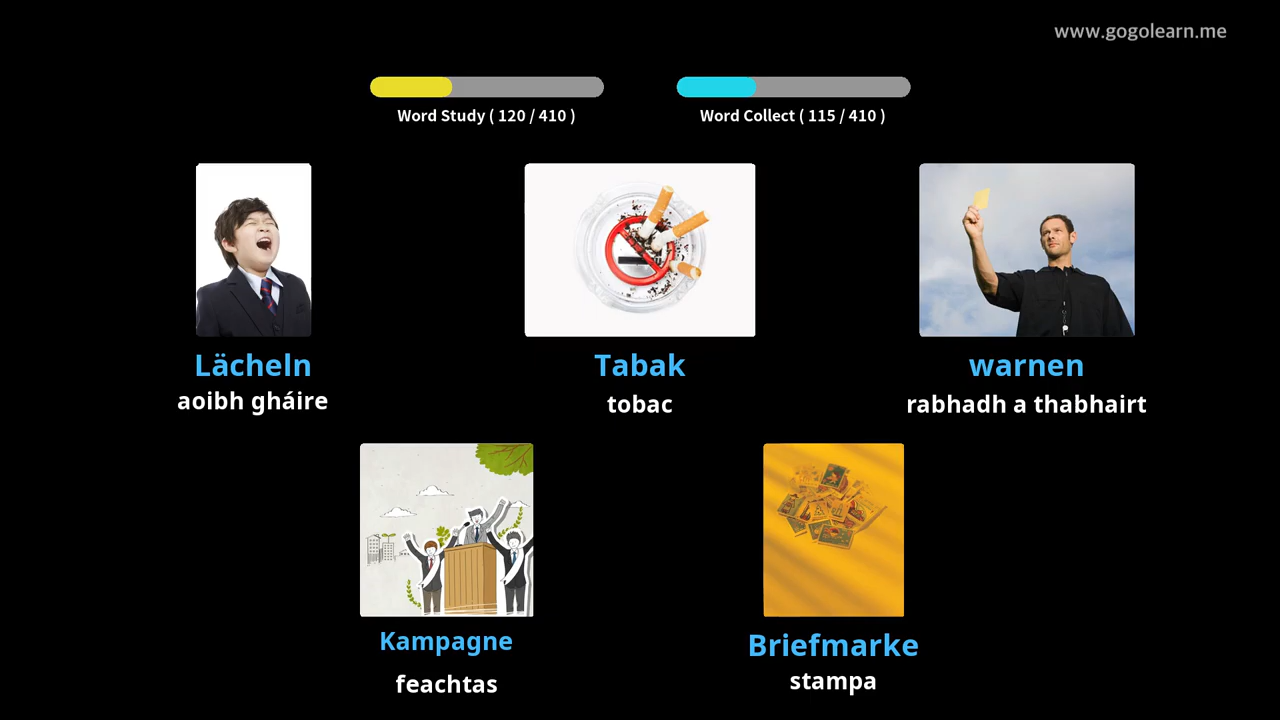 www.gogolearn.me
Word Study ( 120 / 410 )
Word Collect ( 115 / 410 )
Lächeln
aoibh gháire
Tabak
tobac
warnen
rabhadh a thabhairt
Kampagne
feachtas
Briefmarke
stampa